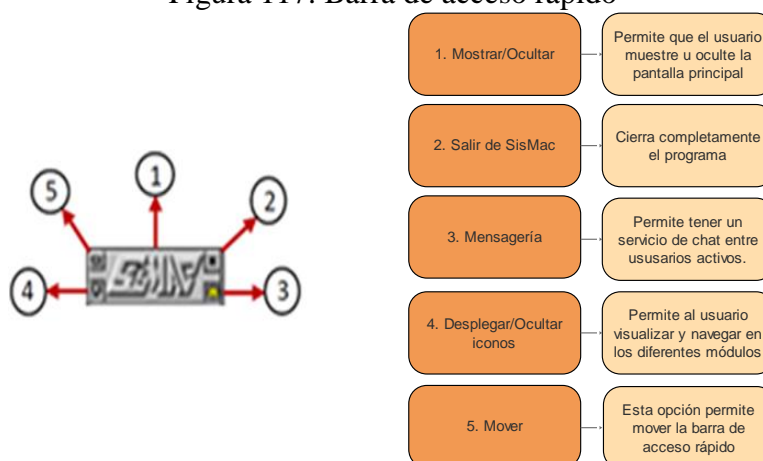 Figura 117. Barra de acceso rápido
5
1
2
4
3
SISMAC
1. Mostrar/Ocultar
Permite que el usuario
muestre u oculte la
pantalla principal
2. Salir de SisMac
Cierra completamente
el programa
3. Mensagería
Permite tener un
servicio de chat entre
ususarios activos.
4. Desplegar/Ocultar
iconos
Permite al usuario
visualizar y navegar en
los diferentes módulos
5. Mover
Esta opción permite
mover la barra de
acceso rápido